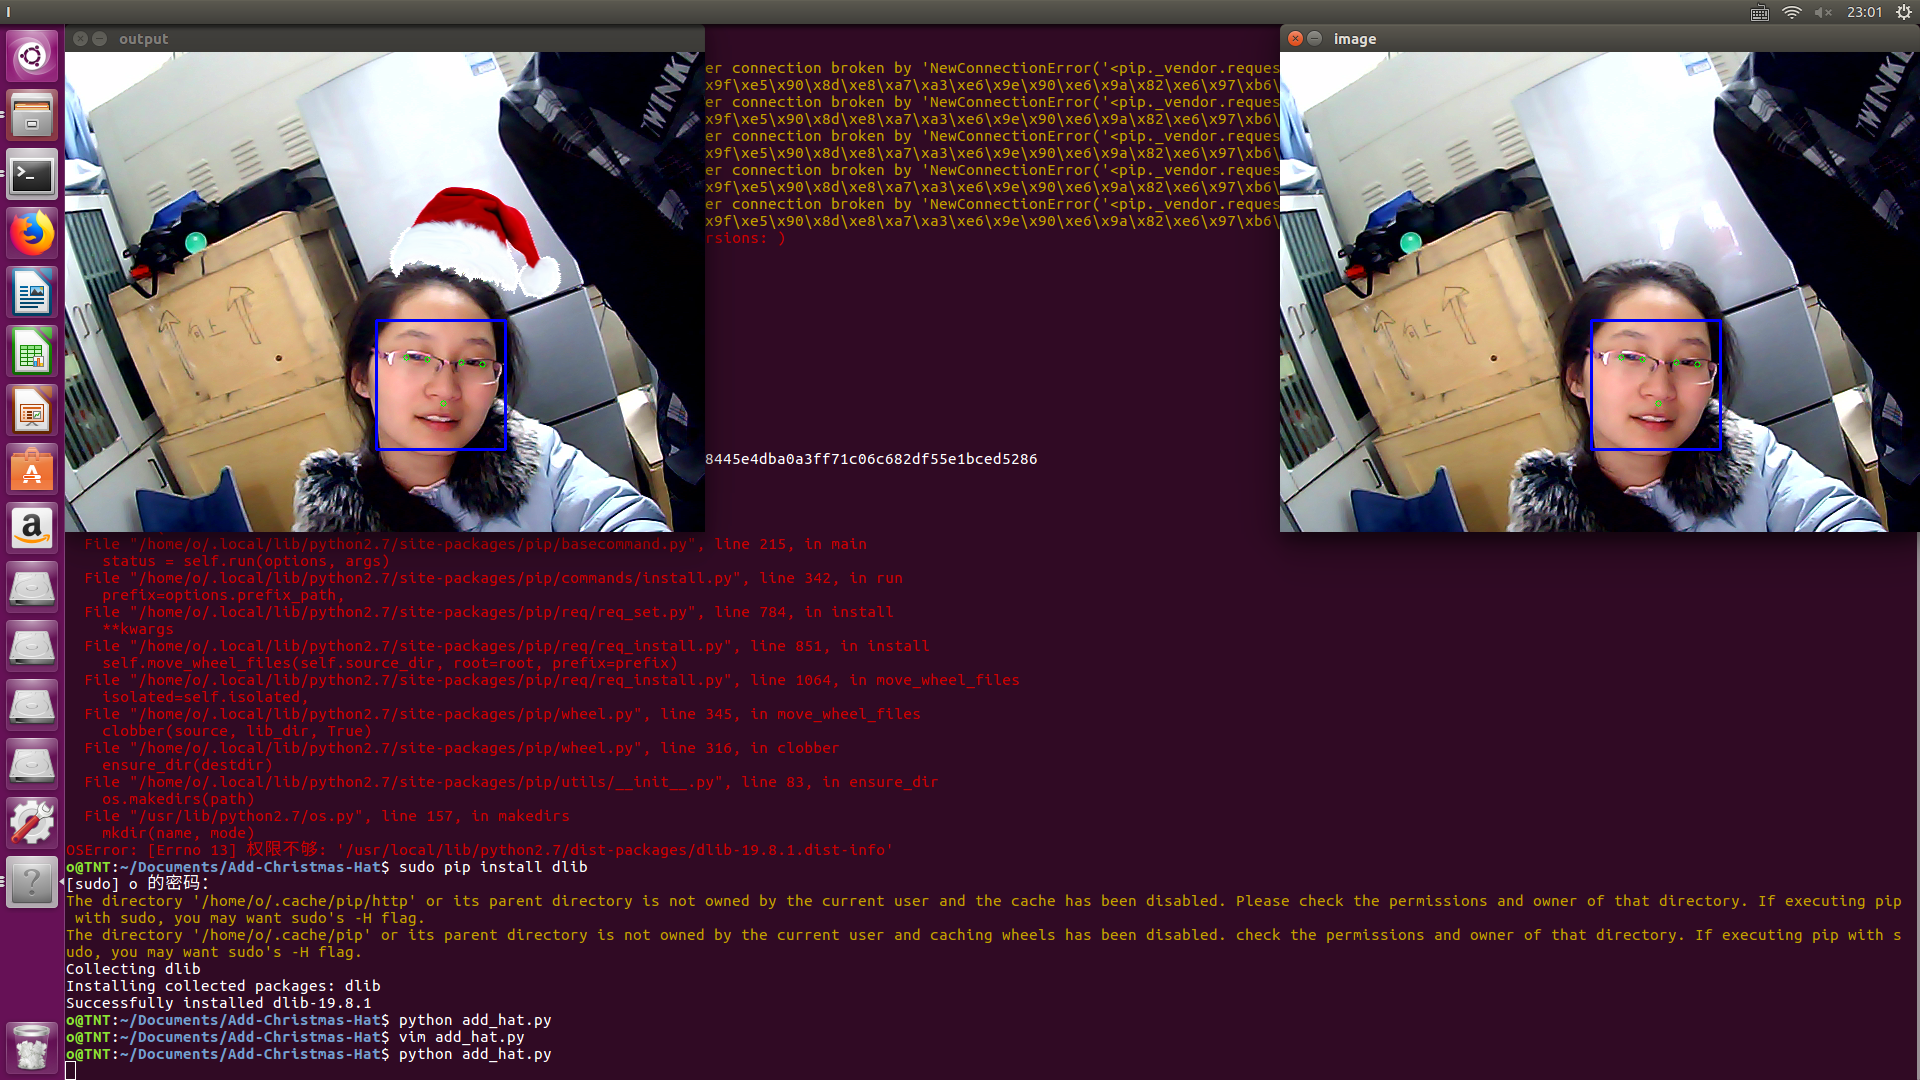 23:01
output
image
TWINKL
TWINKL
向上
向上
er connection broken by 'NewConnectionError('<pip._vendor.reques
x9f\xe5\x90\x8d\xe8\xa7\xa3\xe6\x9e\x90\xe6\x9a\x82\xe6\x97\xb6\
er connection broken by 'NewConnectionError('<pip._vendor.reques
x9f\xe5\x90\x8d\xe8\xa7\xa3\xe6\x9e\x90\xe6\x9a\x82\xe6\x97\xb6\
er connection broken by 'NewConnectionError('<pip._vendor.reques
x9f\xe5\x90\x8d\xe8\xa7\xa3\xe6\x9e\x90\xe6\x9a\x82\xe6\x97\xb6\
er connection broken by 'NewConnectionError('<pip._vendor.reques
x9f\xe5\x90\x8d\xe8\xa7\xa3\xe6\x9e\x90\xe6\x9a\x82\xe6\x97\xb6\
er connection broken by 'NewConnectionError('<pip._vendor.reques
x9f\xe5\x90\x8d\xe8\xa7\xa3\xe6\x9e\x90\xe6\x9a\x82\xe6\x97\xb6\
rsions: )
8445e4dba0a3ff71c06c682df55e1bced5286
File "/home/o/.local/lib/python2.7/site-packages/pip/basecommand.py", line 215, in main
status = self.run(options, args)
File "/home/o/.local/lib/python2.7/site-packages/pip/commands/install.py", line 342, in run
prefix=options.prefix_path,
File "/home/o/.local/lib/python2.7/site-packages/pip/req/req_set.py", line 784, in install
**kwargs
File "/home/o/.local/lib/python2.7/site-packages/pip/req/req_install.py", line 851, in install
self.move_wheel_files(self.source_dir, root=root, prefix=prefix)
File "/home/o/.local/lib/python2.7/site-packages/pip/req/req_install.py", line 1064, in move_wheel_files
isolated=self.isolated,
File "/home/o/.local/lib/python2.7/site-packages/pip/wheel.py", line 345, in move_wheel_files
clobber(source, lib_dir, True)
File "/home/o/.local/lib/python2.7/site-packages/pip/wheel.py", line 316, in clobber
ensure_dir(destdir)
File "/home/o/.local/lib/python2.7/site-packages/pip/utils/__init__.py", line 83, in ensure_dir
os.makedirs(path)
File "/usr/lib/python2.7/os.py", line 157, in makedirs
mkdir(name, mode)
OSError: [Errno 13] 权限不够: '/usr/local/lib/python2.7/dist-packages/dlib-19.8.1.dist-info'
o@TNT:~/Documents/Add-Christmas-Hat$ sudo pip install dlib
[sudo] o 的密码：
The directory '/home/o/.cache/pip/http' or its parent directory is not owned by the current user and the cache has been disabled. Please check the permissions and owner of that directory. If executing pip
with sudo, you may want sudo's -H flag.
The directory '/home/o/.cache/pip' or its parent directory is not owned by the current user and caching wheels has been disabled. check the permissions and owner of that directory. If executing pip with s
udo, you may want sudo's -H flag.
Collecting dlib
Installing collected packages: dlib
Successfully installed dlib-19.8.1
o@TNT:~/Documents/Add-Christmas-Hat$ python add_hat.py
o@TNT:~/Documents/Add-Christmas-Hat$ vim add_hat.py
o@TNT:~/Documents/Add-Christmas-Hat$ python add_hat.py